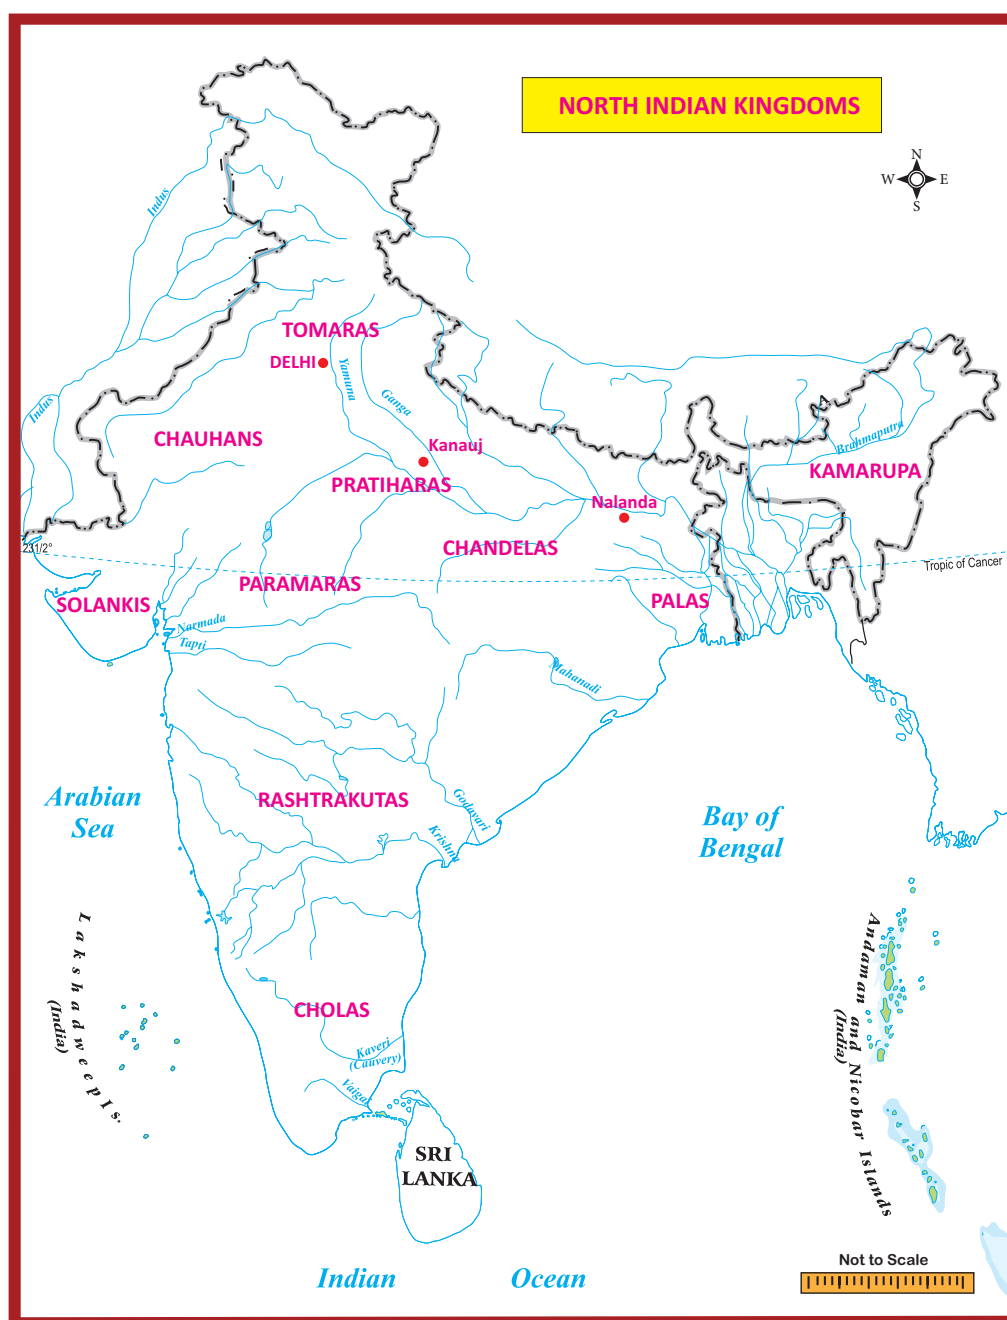 NORTH INDIAN KINGDOMS
N
W E
S
Indus
TOMARAS
DELHI
Yamuna
Ganga
Indus
CHAUHANS
Kanauj
Brahmaputra
KAMARUPA
PRATIHARAS
Nalanda
231/2°
CHANDELAS
Tropic of Cancer
PARAMARAS
SOLANKIS
PALAS
Narmada
Tapti
Mahanadi
Arabian
Sea
RASHTRAKUTAS
Godavari
Krishna
Bay of
Bengal
Lakshadweep Is.
(India)
Andaman and Nicobar Islands
(India)
CHOLAS
Kaveri
(Cauvery)
Vaigai
SRI
LANKA
Indian Ocean
Not to Scale